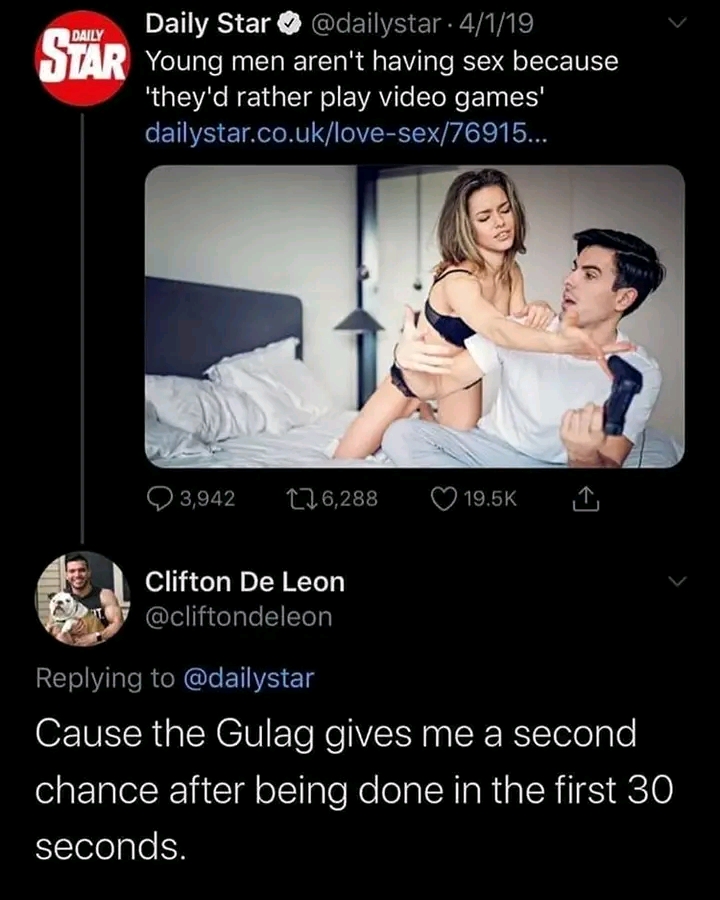 DAILY
STAR
Daily Star @dailystar · 4/1/19
Young men aren't having sex because
'they'd rather play video games'
dailystar.co.uk/love-sex/76915...
3,942 6,288 19.5K
Clifton De Leon
@cliftondeleon
Replying to @dailystar
Cause the Gulag gives me a second
chance after being done in the first 30
seconds.